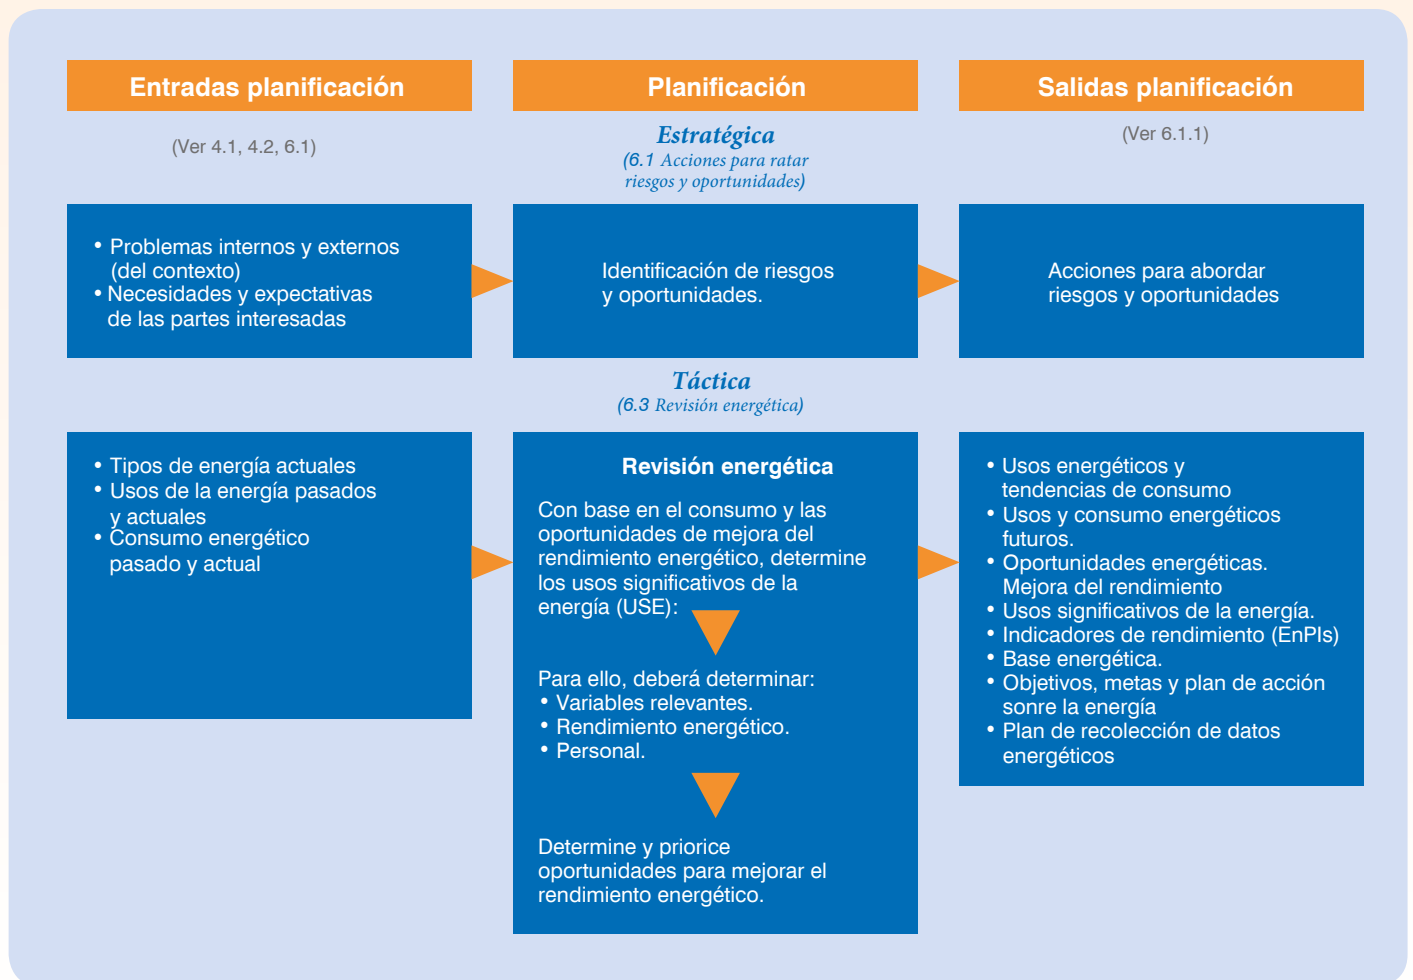 Entradas planificación
Planificación
Salidas planificación
(Ver 4.1, 4.2, 6.1)
Estratégica
(6.1 Acciones para ratar
riesgos y oportunidades)
(Ver 6.1.1)
• Problemas internos y externos
(del contexto)
• Necesidades y expectativas
de las partes interesadas
Identificación de riesgos
y oportunidades.
Acciones para abordar
riesgos y oportunidades
Táctica
(6.3 Revisión energética)
• Tipos de energía actuales
• Usos de la energía pasados
y actuales
• Consumo energético
pasado y actual
Revisión energética
Con base en el consumo y las
oportunidades de mejora del
rendimiento energético, determine
los usos significativos de la
energía (USE):
Para ello, deberá determinar:
• Variables relevantes.
• Rendimiento energético.
• Personal.
Determine y priorice
oportunidades para mejorar el
rendimiento energético.
• Usos energéticos y
tendencias de consumo
• Usos y consumo energéticos
futuros.
• Oportunidades energéticas.
Mejora del rendimiento
• Usos significativos de la energía.
• Indicadores de rendimiento (EnPIs)
• Base energética.
• Objetivos, metas y plan de acción
sonre la energía
• Plan de recolección de datos
energéticos